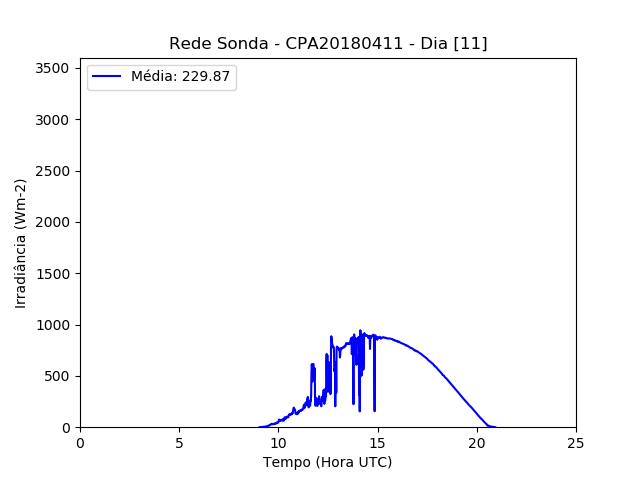 Rede Sonda - CPA20180411 - Dia [11]
Média: 229.87
3500
3000
2500
2000
1500
1000
500
0
Irradiância (Wm-2)
0 5 10 15 20 25
Tempo (Hora UTC)